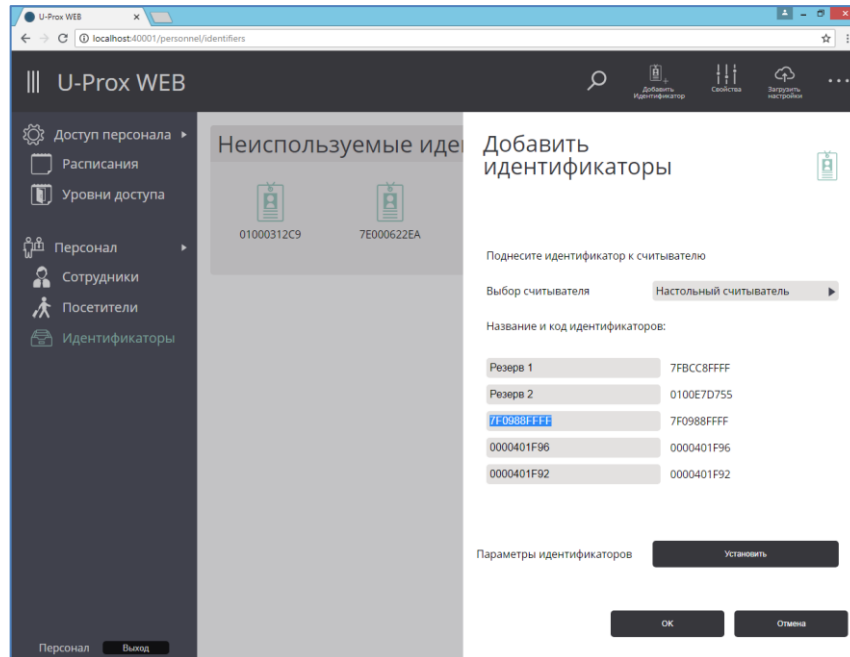 U-Prox WEB
localhost:40001/personnel/identifiers
U-Prox WEB
Добавить
Идентификатор
Свойства
Загрузить
настройки
Доступ персонала
Расписания
Уровни доступа
Персонал
Сотрудники
Посетители
Идентификаторы
Персонал
Выход
Неиспользуемые иде
01000312C9
7E000622EA
Добавить
идентификаторы
Поднесите идентификатор к считывателю
Выбор считывателя Настольный считыватель
Название и код идентификаторов:
Резерв 1 7FBCC8FFFF
Резерв 2 0100E7D755
7F0988FFFF 7F0988FFFF
0000401F96 0000401F96
0000401F92 0000401F92
Параметры идентификаторов Установить
ОК Отмена